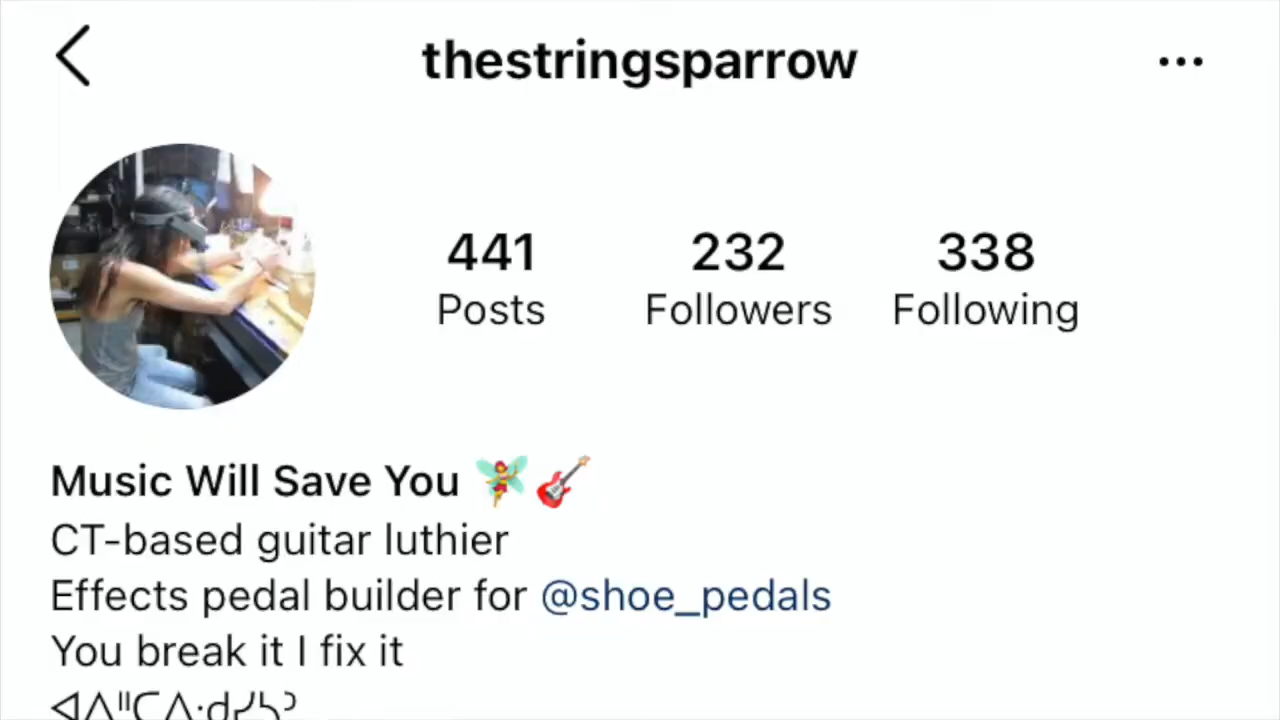 thestringsparrow
441
232
338
Posts
Followers
Following
Music Will Save You 🧚‍♀️🎸
CT-based guitar luthier
Effects pedal builder for @shoe_pedals
You break it I fix it